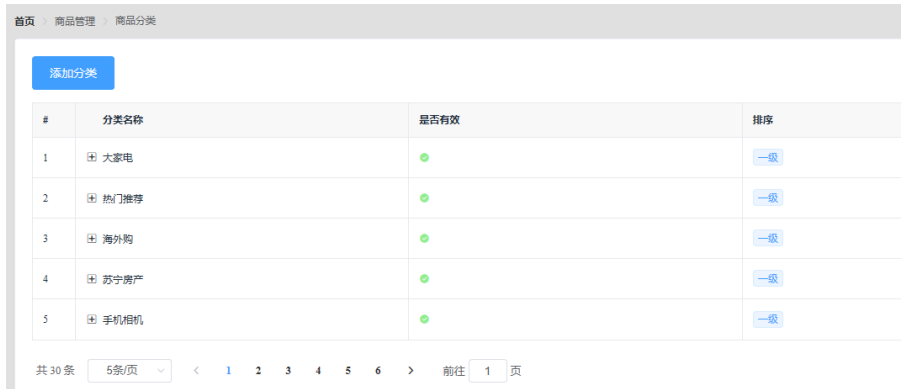 首页 > 商品管理 > 商品分类
添加分类
# 分类名称 是否有效 排序
1 大家电 一级
2 热门推荐 一级
3 海外购 一级
4 苏宁房产 一级
5 手机相机 一级
共 30 条 5条/页 < 1 2 3 4 5 6 > 前往 1 页